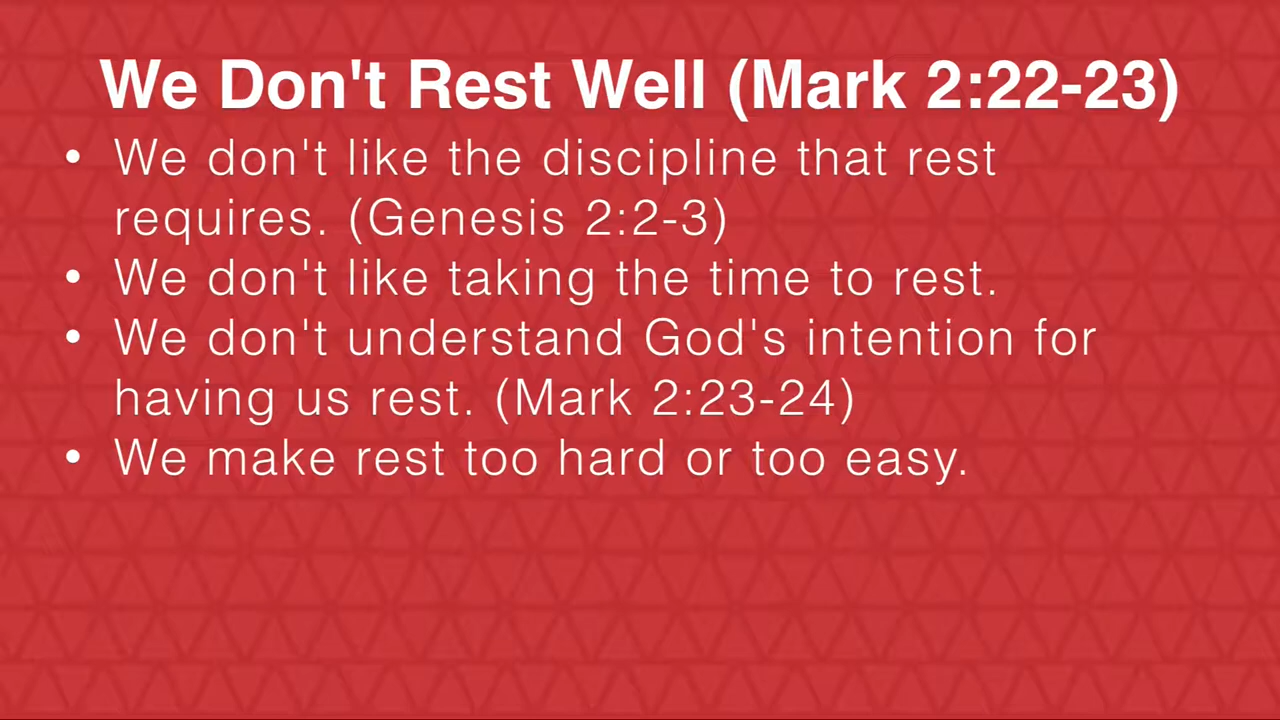 We Don't Rest Well (Mark 2:22-23)
• We don't like the discipline that rest
requires. (Genesis 2:2-3)
• We don't like taking the time to rest.
• We don't understand God's intention for
having us rest. (Mark 2:23-24)
• We make rest too hard or too easy.